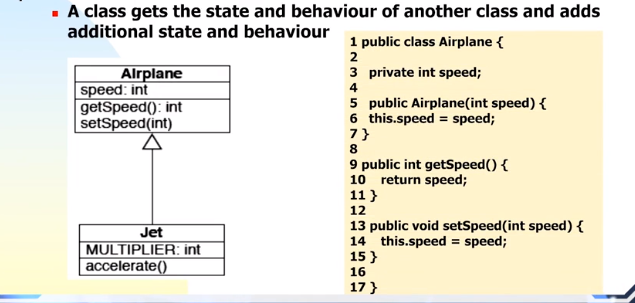 ▪ A class gets the state and behaviour of another class and adds
additional state and behaviour
Airplane
speed: int
getSpeed(): int
setSpeed(int)
Jet
MULTIPLIER: int
accelerate()
1 public class Airplane {
2
3 private int speed;
4
5 public Airplane(int speed) {
6 this.speed = speed;
7 }
8
9 public int getSpeed() {
10 return speed;
11 }
12
13 public void setSpeed(int speed) {
14 this.speed = speed;
15 }
16
17 }